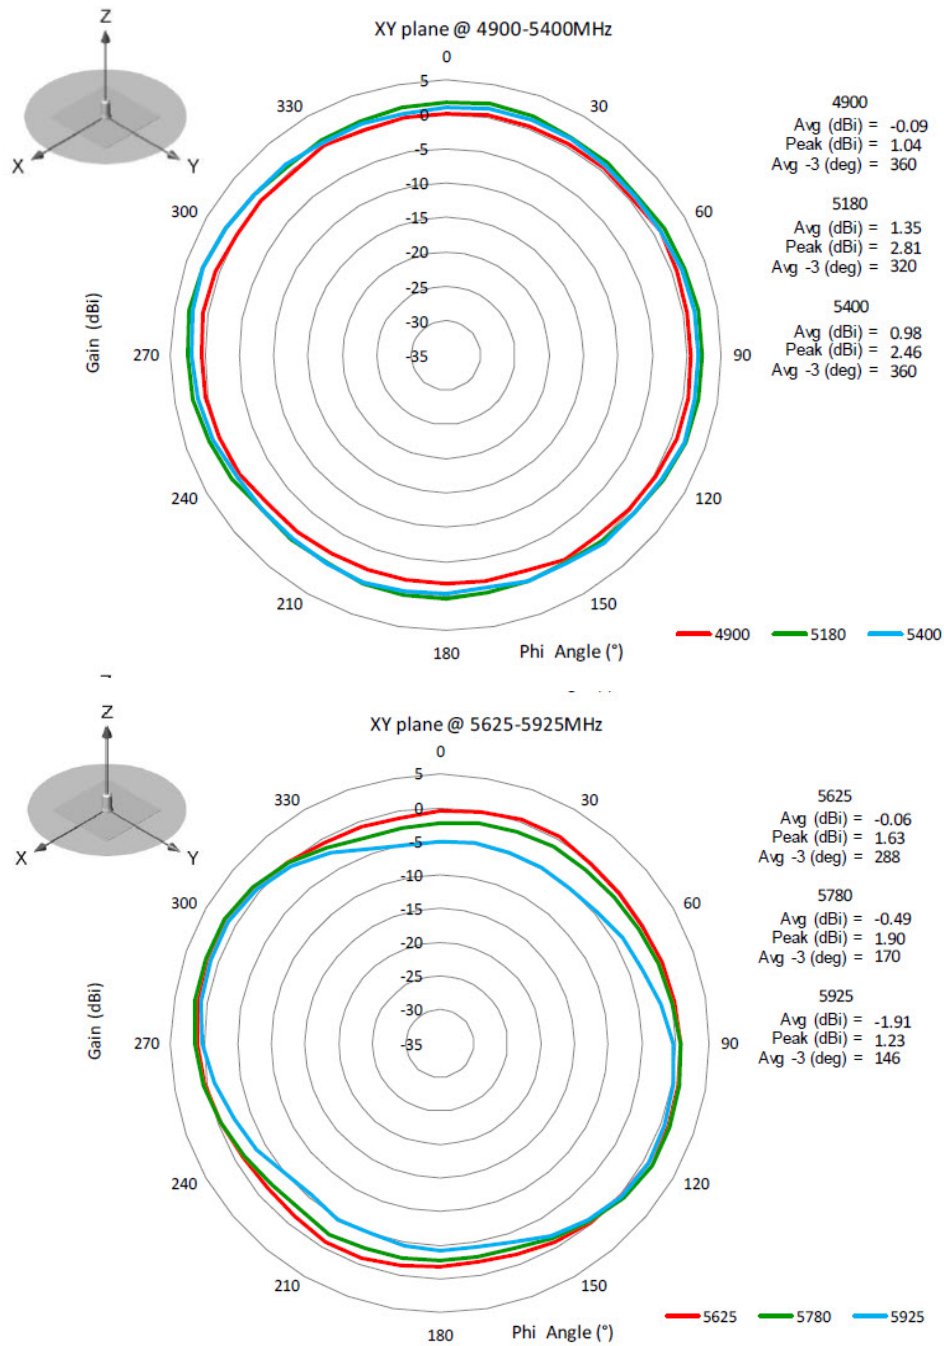 Z
X
Y
XY plane @ 4900-5400MHz
0
30
60
90
120
150
180
210
240
270
300
330
5
0
-5
-10
-15
-20
-25
-30
-35
Gain (dBi)
Phi Angle (°)
4900
Avg (dBi) = -0.09
Peak (dBi) = 1.04
Avg -3 (deg) = 360
5180
Avg (dBi) = 1.35
Peak (dBi) = 2.81
Avg -3 (deg) = 320
5400
Avg (dBi) = 0.98
Peak (dBi) = 2.46
Avg -3 (deg) = 360
4900 5180 5400
Z
X
Y
XY plane @ 5625-5925MHz
0
30
60
90
120
150
180
210
240
270
300
330
5
0
-5
-10
-15
-20
-25
-30
-35
Gain (dBi)
Phi Angle (°)
5625
Avg (dBi) = -0.06
Peak (dBi) = 1.63
Avg -3 (deg) = 288
5780
Avg (dBi) = -0.49
Peak (dBi) = 1.90
Avg -3 (deg) = 170
5925
Avg (dBi) = -1.91
Peak (dBi) = 1.23
Avg -3 (deg) = 146
5625 5780 5925